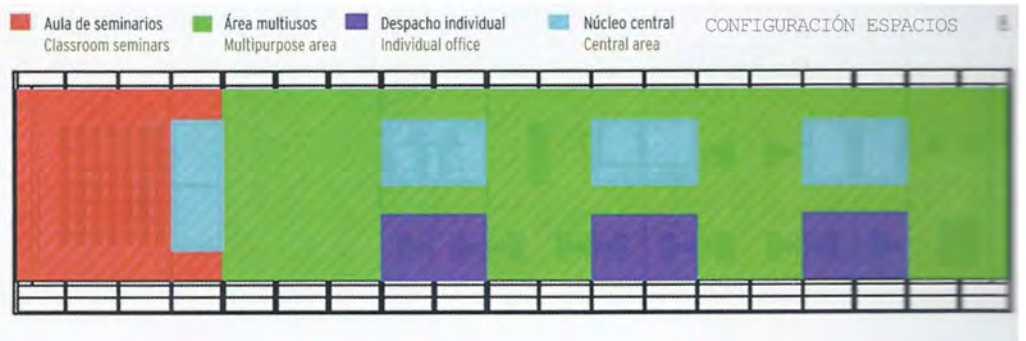 Aula de seminarios
Classroom seminars
Área multiusos
Multipurpose area
Despacho individual
Individual office
Núcleo central
Central area
CONFIGURACIÓN ESPACIOS